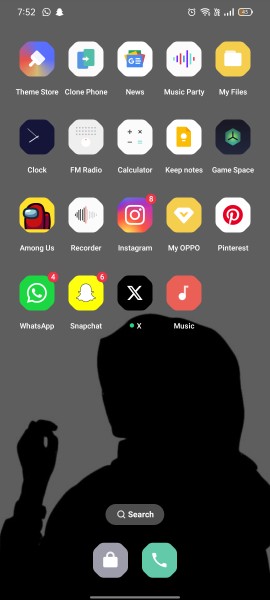 7:52
45
Theme Store Clone Phone News Music Party My Files
Clock FM Radio Calculator Keep notes Game Space
8
Among Us Recorder Instagram My OPPO Pinterest
4 6
WhatsApp Snapchat X Music
Search